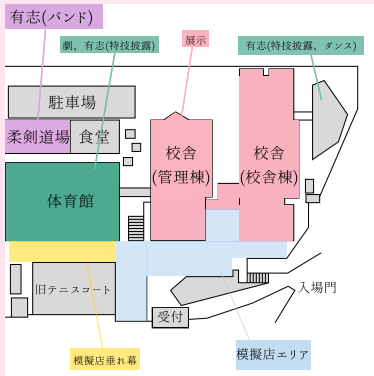 有志(バンド)
劇、有志(特技披露)
展示
有志(特技披露、ダンス)
駐車場
柔剣道場
食堂
校舎
(管理棟)
校舎
(校舎棟)
体育館
旧テニスコート
受付
入場門
模擬店垂れ幕
模擬店エリア